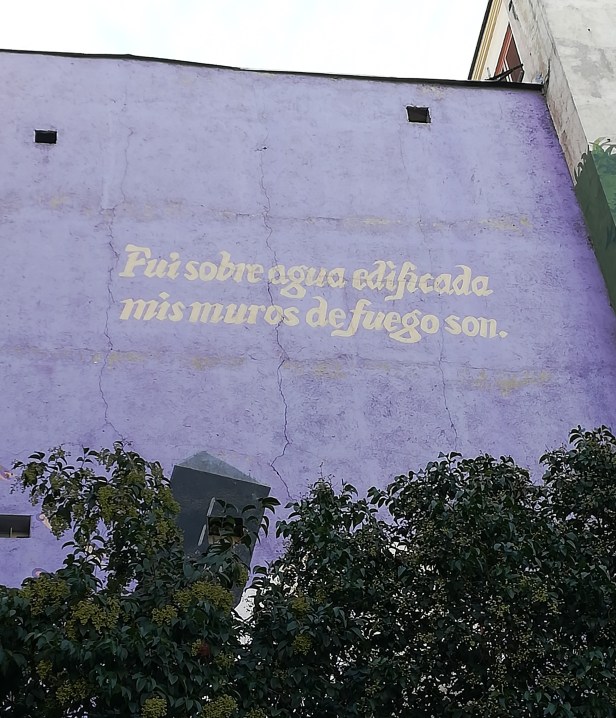 Fui sobre agua edificada
mis muros de fuego son.